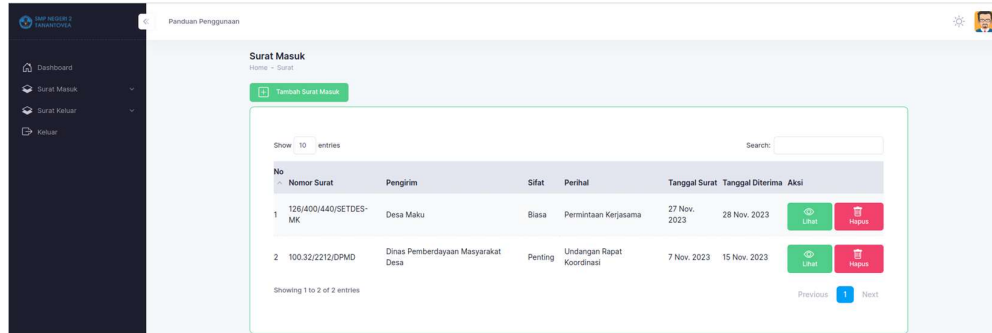 SMP NEGERI 2
TARANTOVEA
Panduan Penggunaan
Dashboard
Surat Masuk
Surat Keluar
Keluar
Surat Masuk
Home - Surat
Tambah Surat Masuk
Show 10 entries
Search:
No Nomor Surat Pengirim Sifat Perihal Tanggal Surat Tanggal Diterima Aksi
1 126/400/440/SETDES-MK Desa Maku Biasa Permintaan Kerjasama 27 Nov. 2023 28 Nov. 2023 Lihat Hapus
2 100.32/2212/DPMD Dinas Pemberdayaan Masyarakat Desa Penting Undangan Rapat Koordinasi 7 Nov. 2023 15 Nov. 2023 Lihat Hapus
Showing 1 to 2 of 2 entries
Previous 1 Next